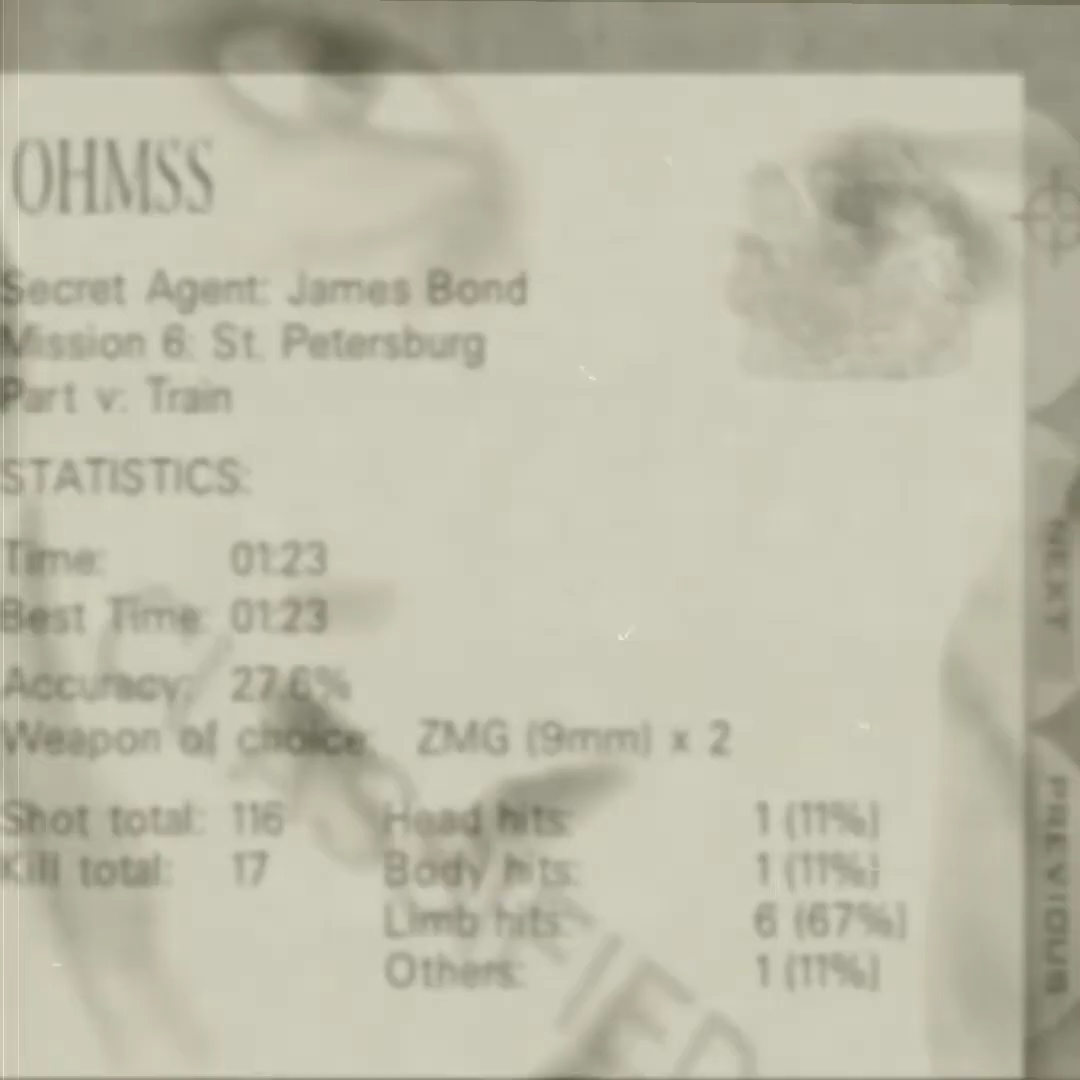 OHMSS
Secret Agent: James Bond
Mission 6: St. Petersburg
Part v: Train
STATISTICS:
Time: 01:23
Best Time: 01:23
Accuracy: 27.6%
Weapon of choice: ZMG (9mm) x 2
Shot total: 116 Head hits: 1 (11%)
Kill total: 17 Body hits: 1 (11%)
Limb hits: 6 (67%)
Others: 1 (11%)
NEXT
PREVIOUS